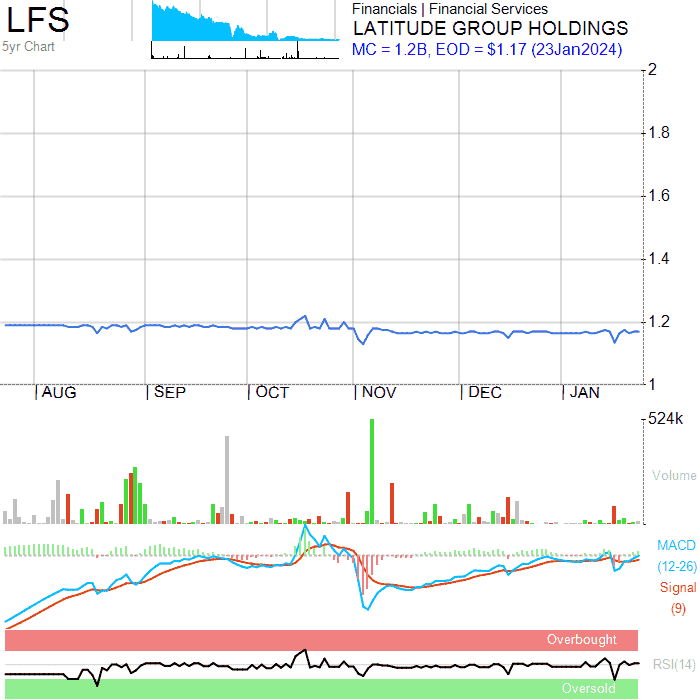 LFS
5yr Chart
Financials | Financial Services
LATITUDE GROUP HOLDINGS
MC = 1.2B, EOD = $1.17 (23Jan2024)
2
1.8
1.6
1.4
1.2
1
AUG SEP OCT NOV DEC JAN
524k
Volume
MACD
(12-26)
Signal
(9)
Overbought
RSI(14)
Oversold